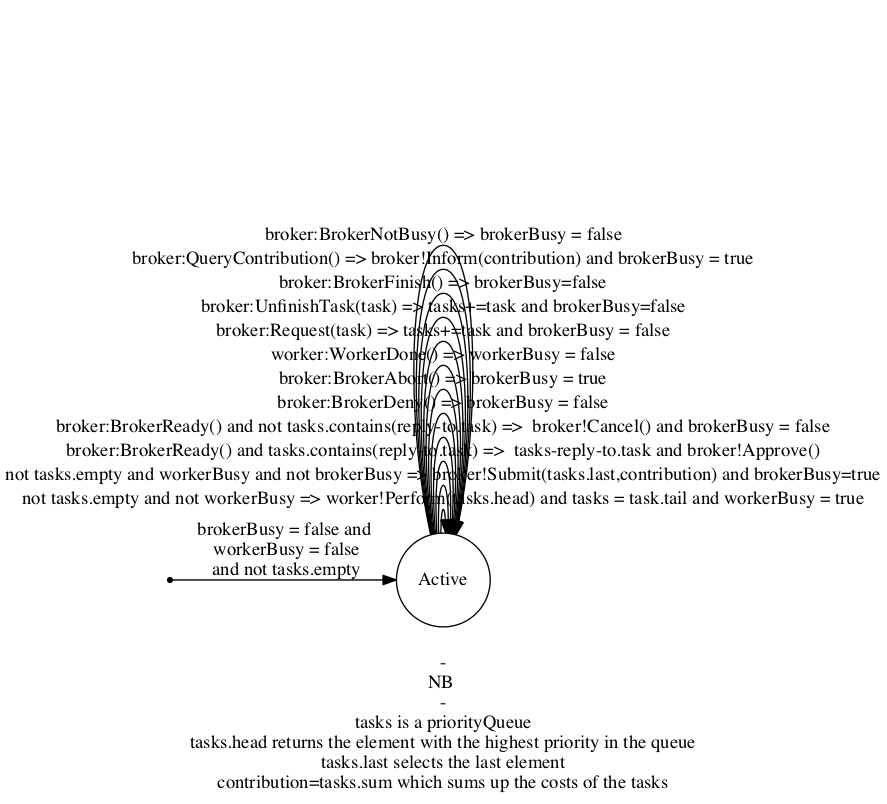 broker:BrokerNotBusy() => brokerBusy = false
broker:QueryContribution() => broker!Inform(contribution) and brokerBusy = true
broker:BrokerFinish() => brokerBusy=false
broker:UnfinishTask(task) => tasks+=task and brokerBusy=false
broker:Request(task) => tasks+=task and brokerBusy = false
worker:WorkerDone() => workerBusy = false
broker:BrokerAbort() => brokerBusy = true
broker:BrokerDeny() => brokerBusy = false
broker:BrokerReady() and not tasks.contains(reply-to.task) => broker!Cancel() and brokerBusy = false
broker:BrokerReady() and tasks.contains(reply-to.task) => tasks-reply-to.task and broker!Approve()
not tasks.empty and workerBusy and not brokerBusy => broker!Submit(tasks.last,contribution) and brokerBusy=true
not tasks.empty and not workerBusy => worker!Perform(tasks.head) and tasks = task.tail and workerBusy = true
brokerBusy = false and
workerBusy = false
and not tasks.empty
Active
-
NB
-
tasks is a priorityQueue
tasks.head returns the element with the highest priority in the queue
tasks.last selects the last element
contribution=tasks.sum which sums up the costs of the tasks